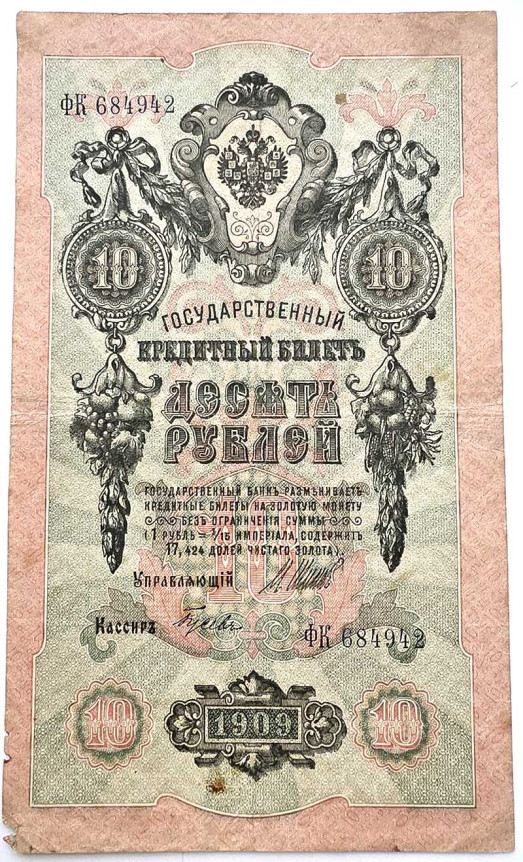 ФК 684942
10 10
ГОСУДАРСТВЕННЫЙ
КРЕДИТНЫЙ БИЛЕТЪ
ДЕСЯТЬ
РУБЛЕЙ
ГОСУДАРСТВЕННЫЙ БАНКЪ РАЗМѢНИВАЕТЪ
КРЕДИТНЫЕ БИЛЕТЫ НА ЗОЛОТУЮ МОНЕТУ
БЕЗЪ ОГРАНИЧЕНІЯ СУММЫ
(1 РУБЛЬ = 1/15 ИМПЕРІАЛА, СОДЕРЖИТЪ
17,424 ДОЛЕЙ ЧИСТАГО ЗОЛОТА).
10
Управляющій
Кассиръ Гусевъ
ФК 684942
10 1909 10